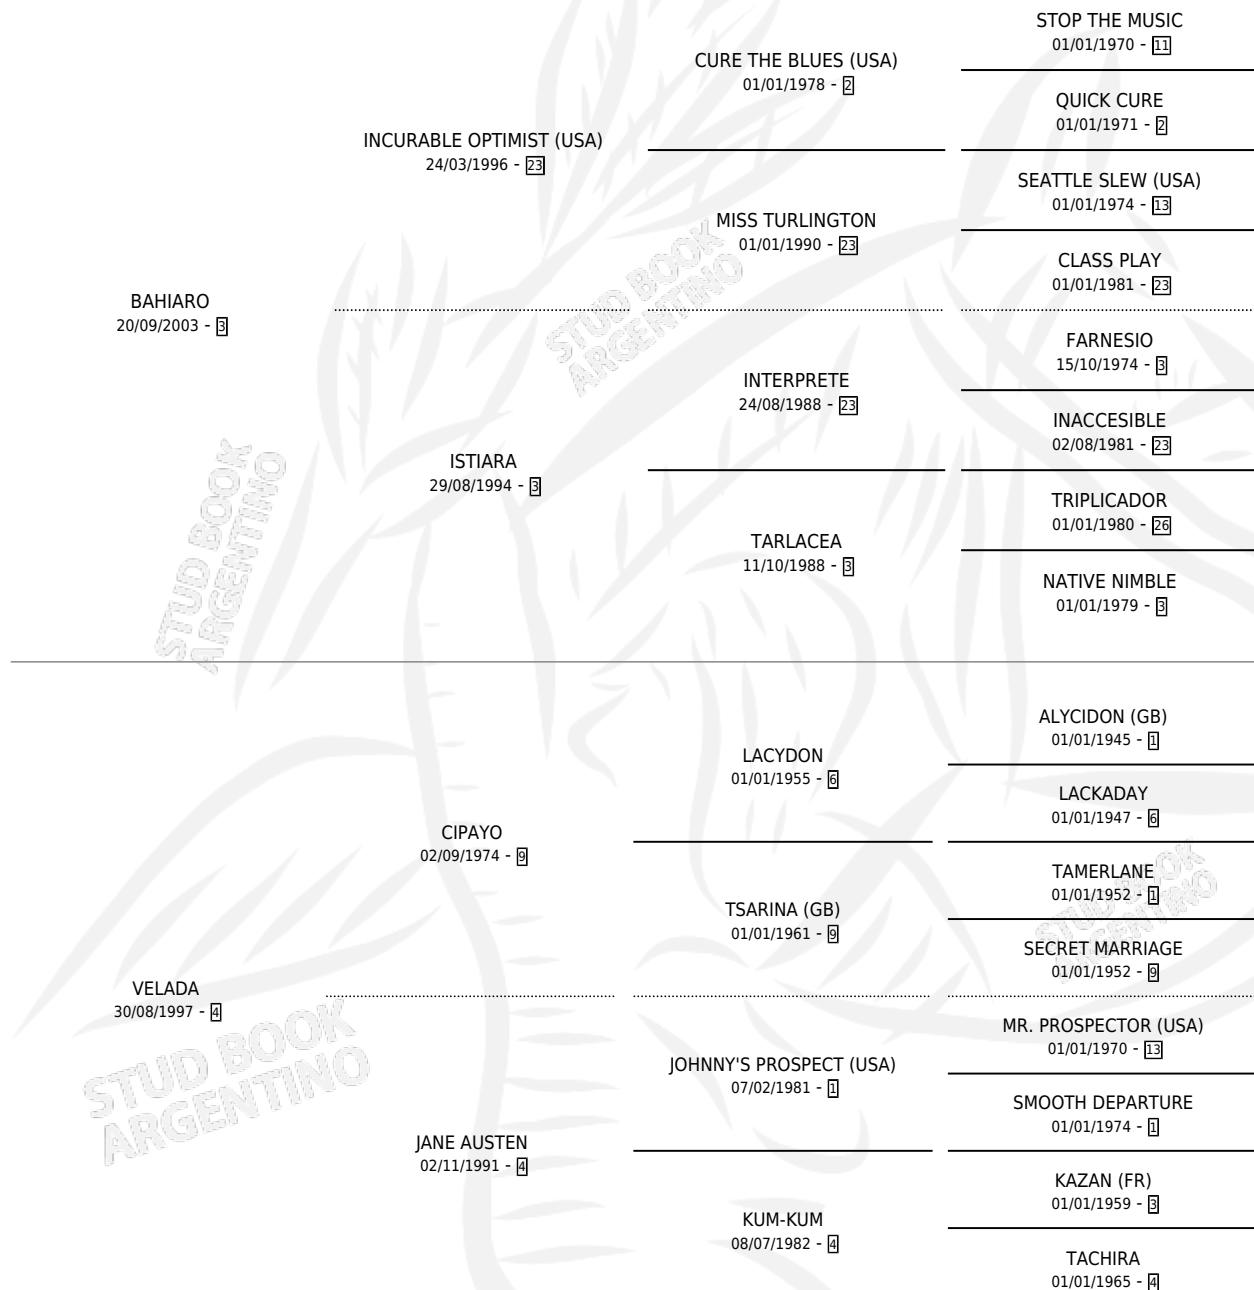 STOP THE MUSIC
01/01/1970 - 11
CURE THE BLUES (USA)
01/01/1978 - 2
QUICK CURE
01/01/1971 - 2
INCURABLE OPTIMIST (USA)
24/03/1996 - 23
SEATTLE SLEW (USA)
01/01/1974 - 13
MISS TURLINGTON
01/01/1990 - 23
CLASS PLAY
01/01/1981 - 23
BAHIARO
20/09/2003 - 3
STUD BOOK
ARGENTINO
FARNESIO
15/10/1974 - 3
INTERPRETE
24/08/1988 - 23
INACCESIBLE
02/08/1981 - 23
ISTIARA
29/08/1994 - 3
TRIPLICADOR
01/01/1980 - 26
TARLACEA
11/10/1988 - 3
NATIVE NIMBLE
01/01/1979 - 3
STUD BOOK
ARGENTINO
ALYCIDON (GB)
01/01/1945 - 1
LACYDON
01/01/1955 - 6
LACKADAY
01/01/1947 - 6
CIPAYO
02/09/1974 - 9
TAMERLANE
01/01/1952 - 1
TSARINA (GB)
01/01/1961 - 9
SECRET MARRIAGE
01/01/1952 - 9
STUD BOOK
ARGENTINO
VELADA
30/08/1997 - 4
MR. PROSPECTOR (USA)
01/01/1970 - 13
JOHNNY'S PROSPECT (USA)
07/02/1981 - 1
SMOOTH DEPARTURE
01/01/1974 - 1
STUD BOOK
ARGENTINO
JANE AUSTEN
02/11/1991 - 4
KAZAN (FR)
01/01/1959 - 3
KUM-KUM
08/07/1982 - 4
TACHIRA
01/01/1965 - 4